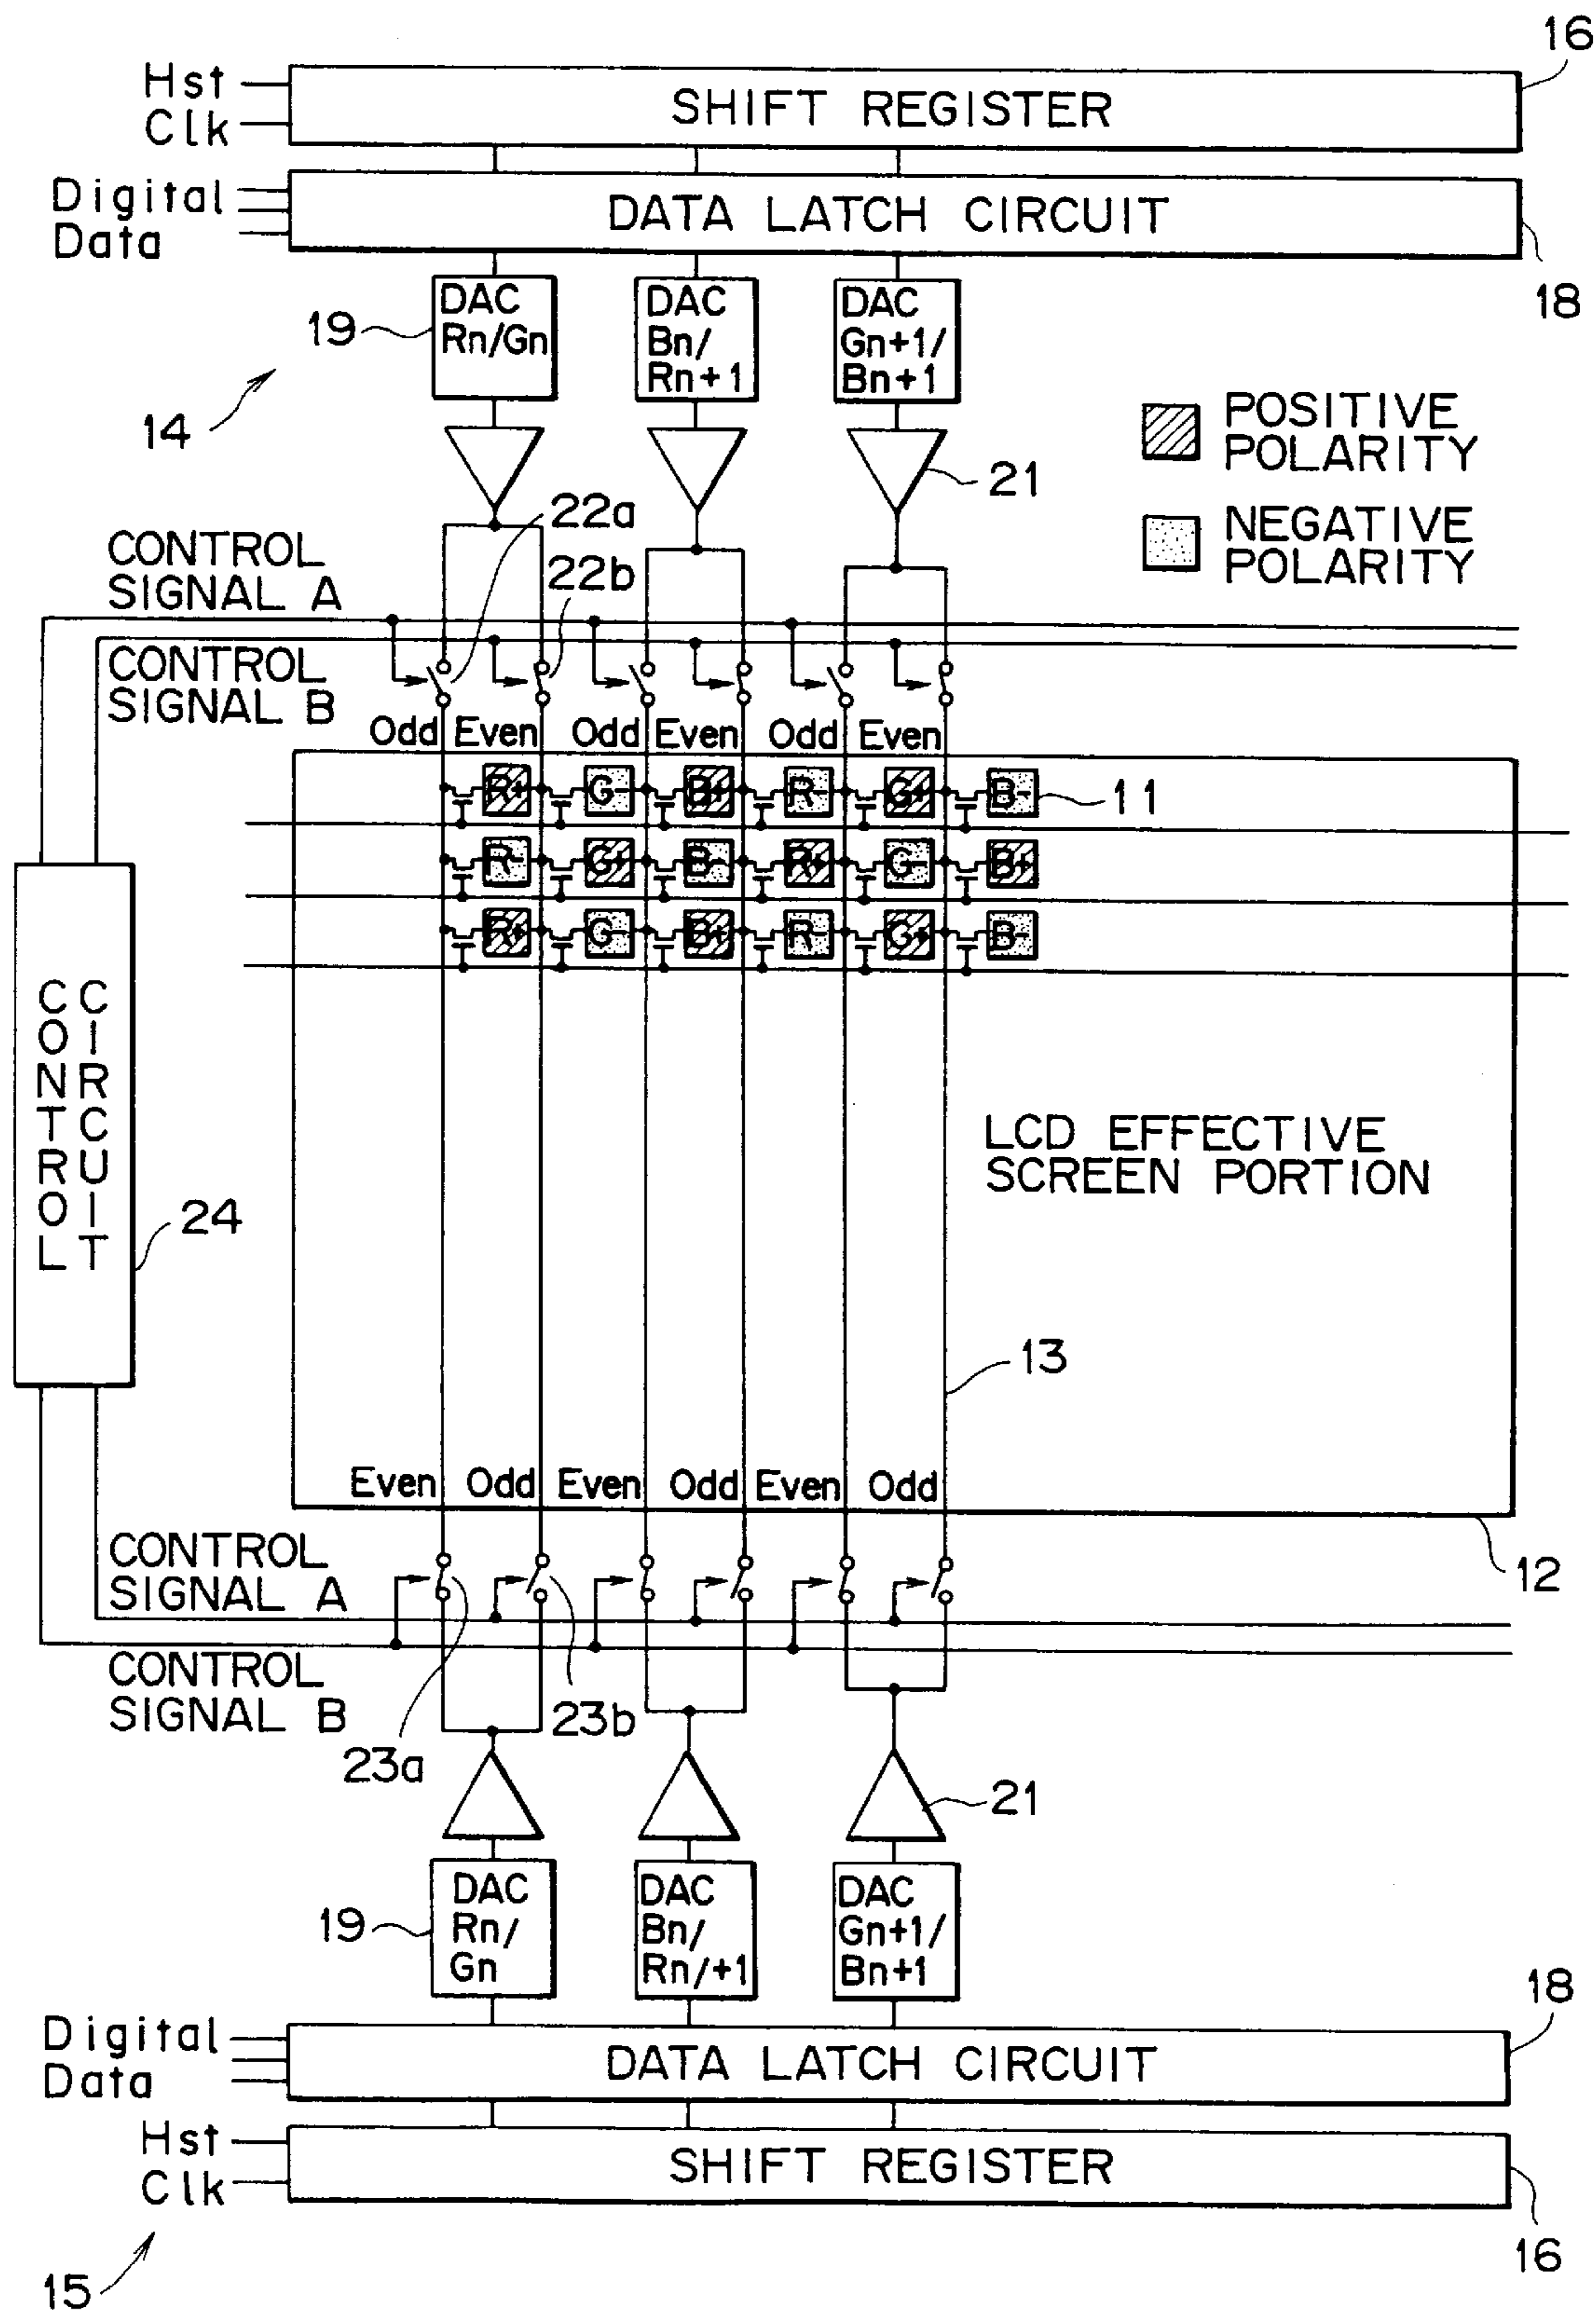 16
Hst
Clk
SHIFT REGISTER
Digital
Data
DATA LATCH CIRCUIT
18
19
DAC
Rn/Gn
DAC
Bn/
Rn+1
DAC
Gn+1/
Bn+1
14
POSITIVE
POLARITY
21
NEGATIVE
POLARITY
22a
22b
CONTROL
SIGNAL A
CONTROL
SIGNAL B
Odd Even Odd Even Odd Even
R+ G- B+ R- G+ B-
11
R- G+ B- R+ G- B+
R+ G- B+ R- G+ B-
CONTROL
CIRCUIT
24
LCD EFFECTIVE
SCREEN PORTION
13
Even Odd Even Odd Even Odd
12
CONTROL
SIGNAL A
CONTROL
SIGNAL B
23a
23b
21
19
DAC
Rn/
Gn
DAC
Bn/
Rn/+1
DAC
Gn+1/
Bn+1
18
Digital
Data
DATA LATCH CIRCUIT
Hst
Clk
SHIFT REGISTER
16
15